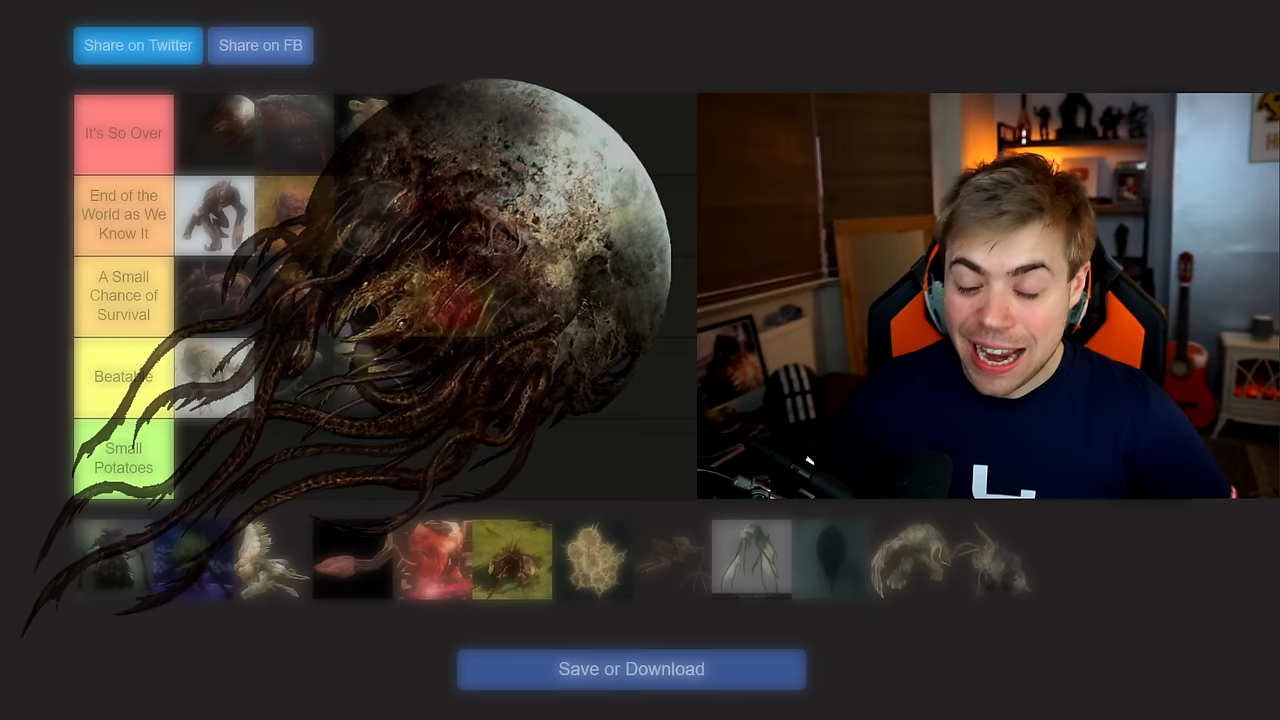 Share on Twitter
Share on FB
It's So Over
End of the
World as We
Know It
A Small
Chance of
Survival
Beatable
Small
Potatoes
Save or Download